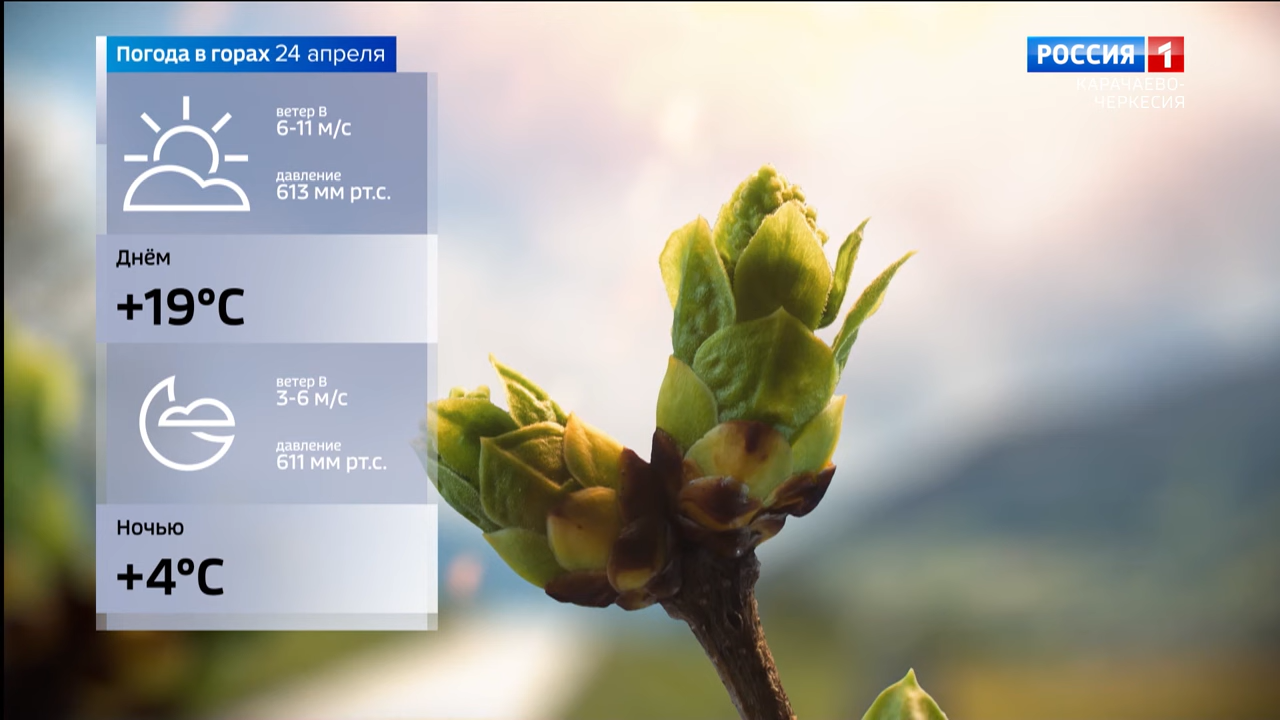 Погода в горах 24 апреля
РОССИЯ 1
КАРАЧАЕВО-
ЧЕРКЕСИЯ
ветер В
6-11 м/с
давление
613 мм рт.с.
Днём
+19°C
ветер В
3-6 м/с
давление
611 мм рт.с.
Ночью
+4°C